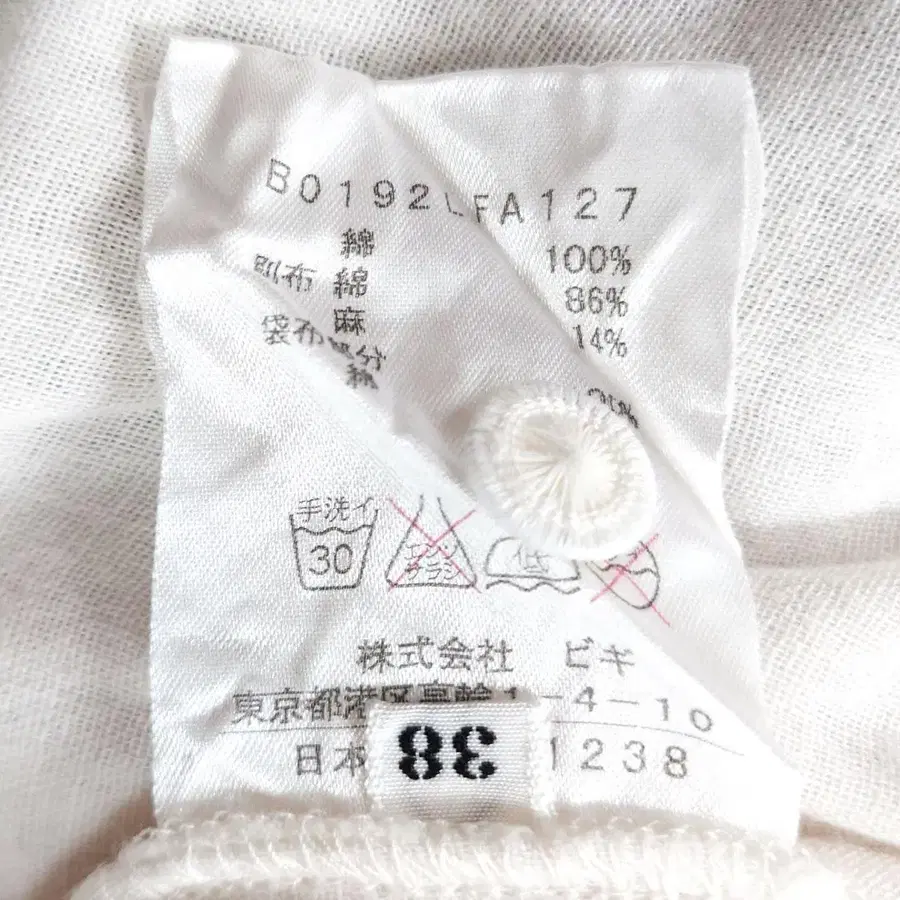 B0192LFA127
綿 100%
別布 綿 86%
麻 14%
袋布部分
綿
手洗イ
30
エンソ
サラシ
低
株式会社 ビギ
東京都港区高輪1-4-10
日本 1238
38